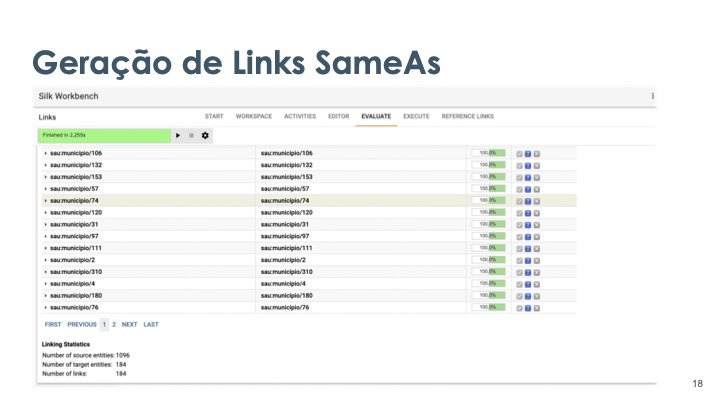 Geração de Links SameAs
Silk Workbench
Links START WORKSPACE ACTIVITIES EDITOR EVALUATE EXECUTE REFERENCE LINKS
Finished in 2,255s
sau:municipio/106 sau:municipio/106 100,0%
sau:municipio/132 sau:municipio/132 100,0%
sau:municipio/153 sau:municipio/153 100,0%
sau:municipio/57 sau:municipio/57 100,0%
sau:municipio/74 sau:municipio/74 100,0%
sau:municipio/120 sau:municipio/120 100,0%
sau:municipio/31 sau:municipio/31 100,0%
sau:municipio/97 sau:municipio/97 100,0%
sau:municipio/111 sau:municipio/111 100,0%
sau:municipio/2 sau:municipio/2 100,0%
sau:municipio/310 sau:municipio/310 100,0%
sau:municipio/4 sau:municipio/4 100,0%
sau:municipio/180 sau:municipio/180 100,0%
sau:municipio/76 sau:municipio/76 100,0%
FIRST PREVIOUS 1 2 NEXT LAST
Linking Statistics
Number of source entities: 1096
Number of target entities: 184
Number of links: 184
18